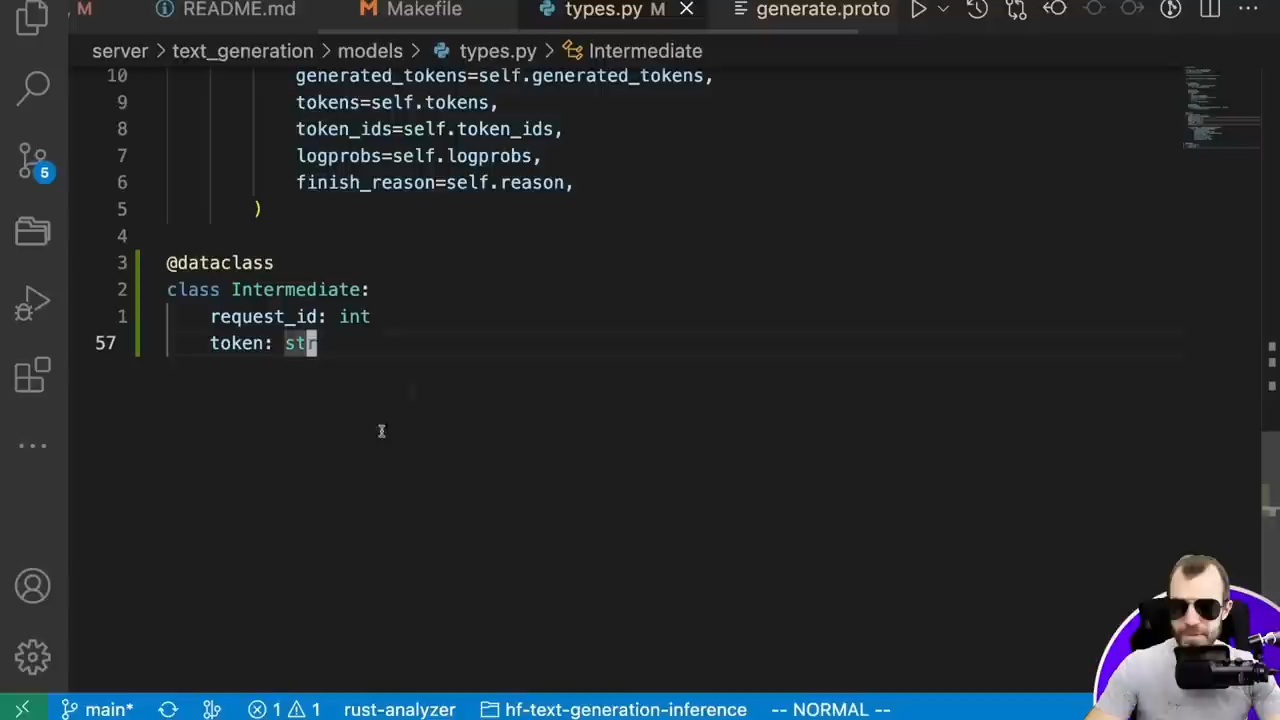 M README.md Makefile types.py M generate.proto
server text_generation models types.py Intermediate
10 generated_tokens=self.generated_tokens,
9 tokens=self.tokens,
8 token_ids=self.token_ids,
7 logprobs=self.logprobs,
6 finish_reason=self.reason,
5 )
4
3 @dataclass
2 class Intermediate:
1 request_id: int
57 token: str
5
main* 1 1 rust-analyzer hf-text-generation-inference -- NORMAL --